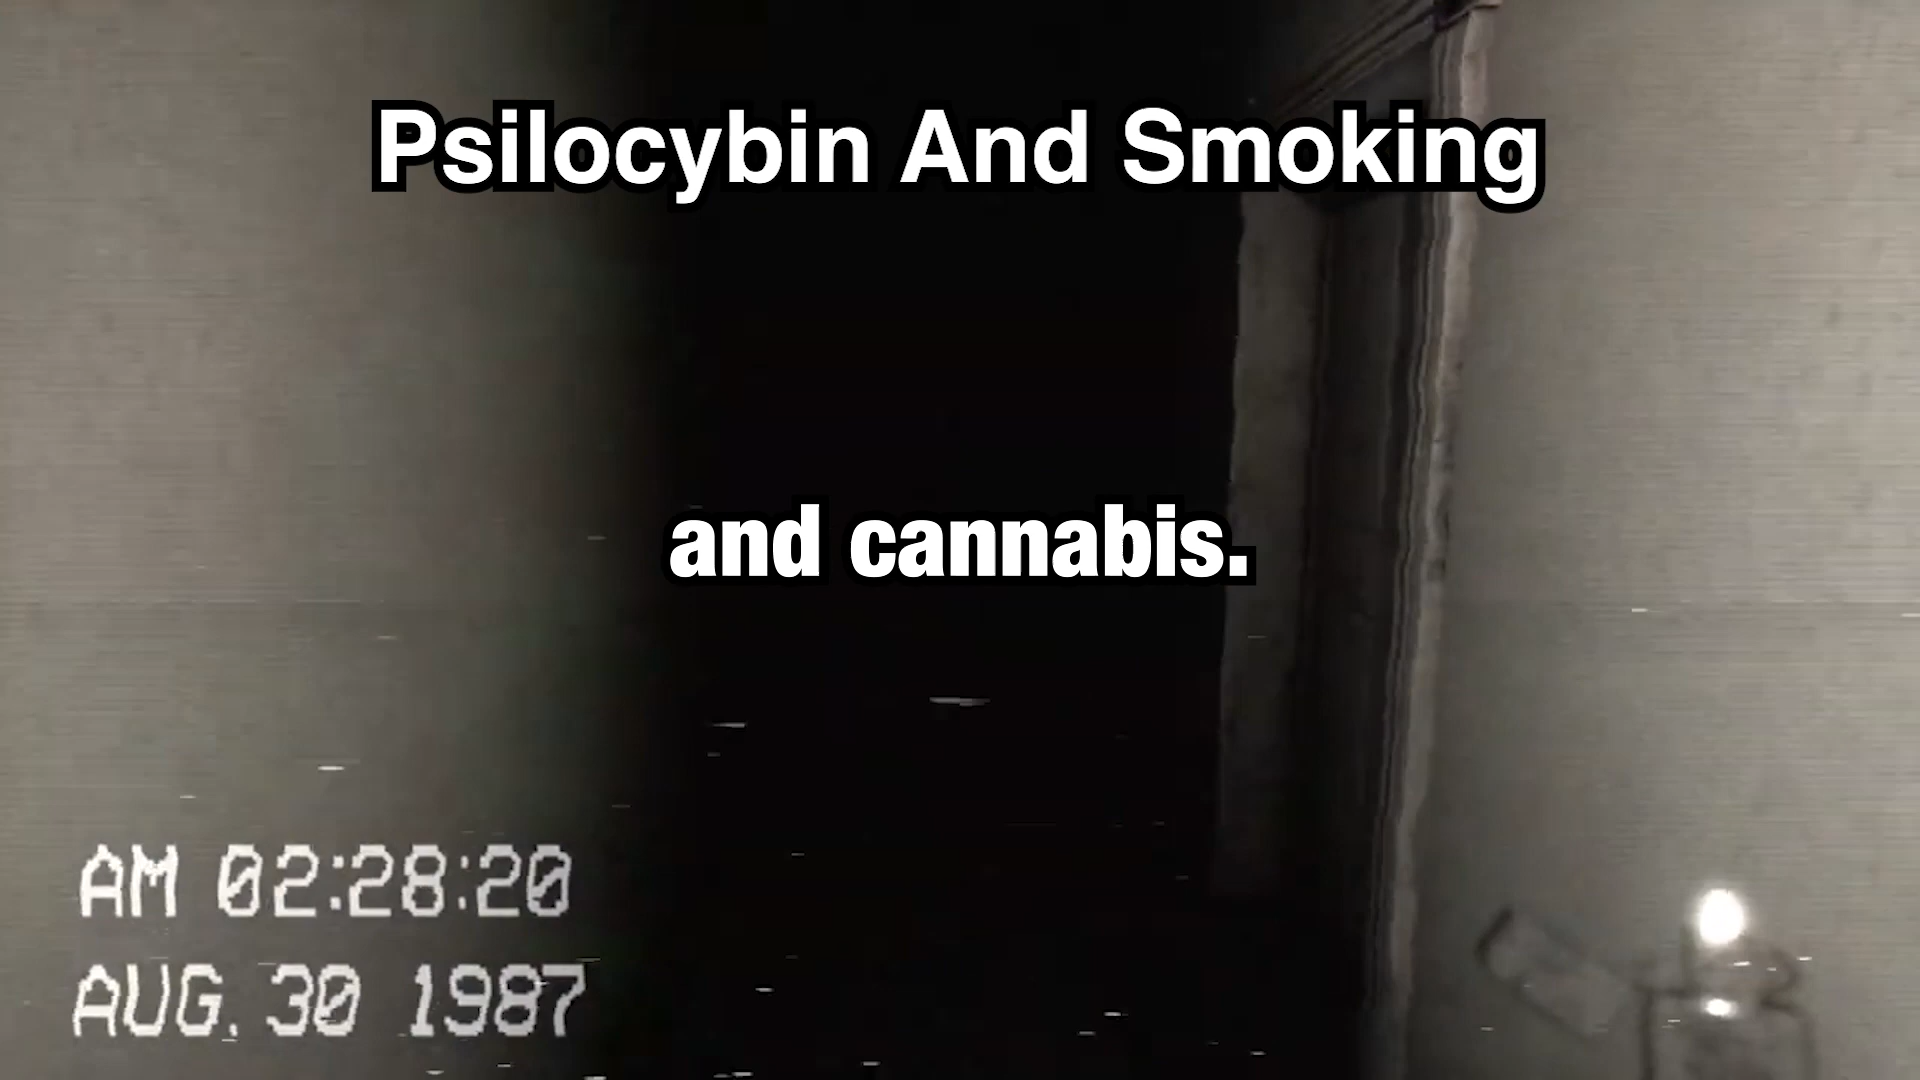 Psilocybin And Smoking
and cannabis.
AM 02:28:20
AUG. 30 1987